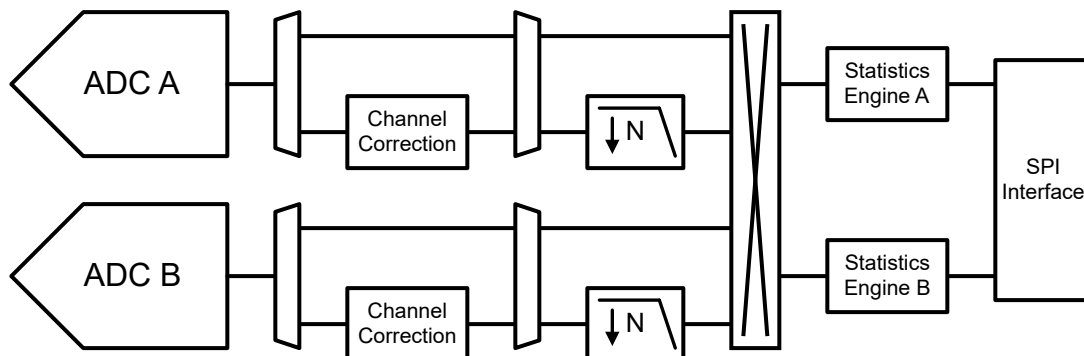 ADC A
Channel
Correction
N
Statistics
Engine A
SPI
Interface
ADC B
Channel
Correction
N
Statistics
Engine B